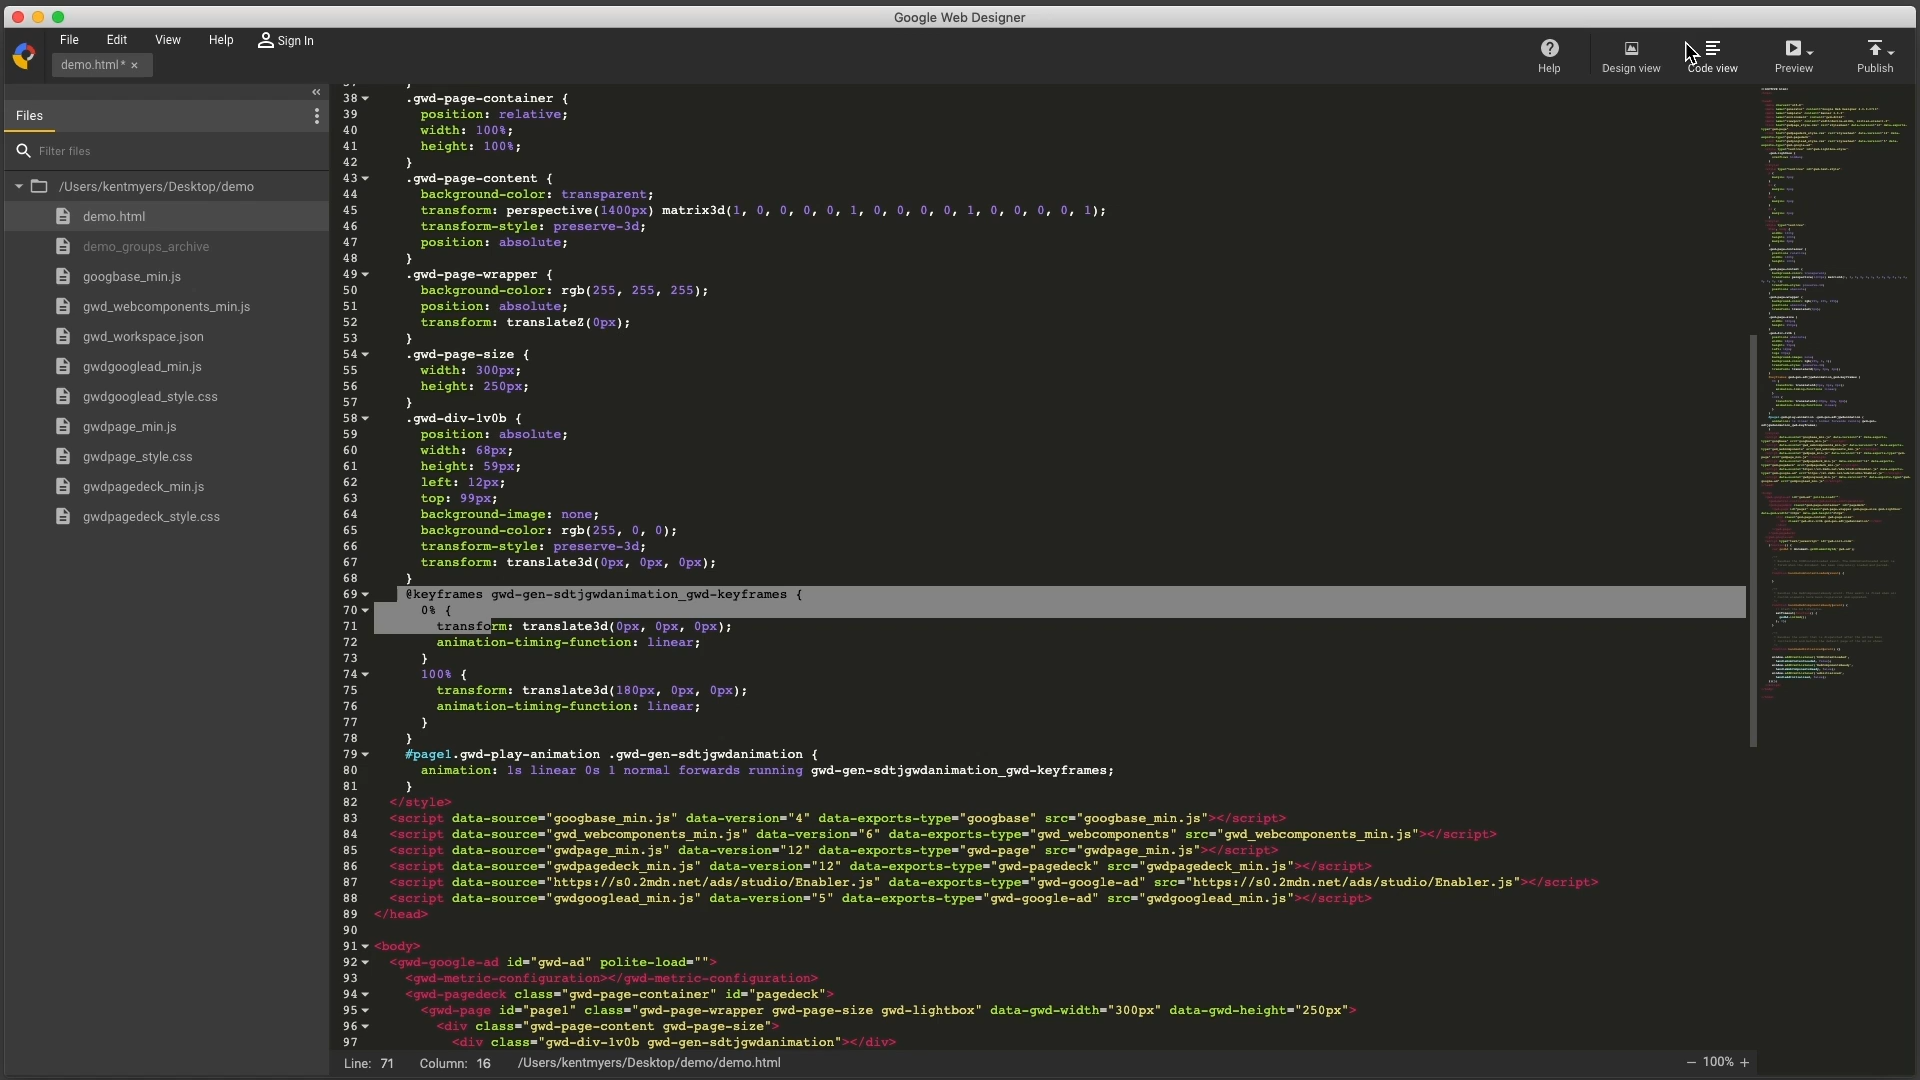 Google Web Designer
File Edit View Help Sign In
demo.html* ×
Help
Design view
Code view
Preview
Publish
Files
Filter files
/Users/kentmyers/Desktop/demo
demo.html
demo_groups_archive
googbase_min.js
gwd_webcomponents_min.js
gwd_workspace.json
gwdgooglead_min.js
gwdgooglead_style.css
gwdpage_min.js
gwdpage_style.css
gwdpagedeck_min.js
gwdpagedeck_style.css
38 .gwd-page-container {
39 position: relative;
40 width: 100%;
41 height: 100%;
42 }
43 .gwd-page-content {
44 background-color: transparent;
45 transform: perspective(1400px) matrix3d(1, 0, 0, 0, 0, 1, 0, 0, 0, 0, 1, 0, 0, 0, 0, 1);
46 transform-style: preserve-3d;
47 position: absolute;
48 }
49 .gwd-page-wrapper {
50 background-color: rgb(255, 255, 255);
51 position: absolute;
52 transform: translateZ(0px);
53 }
54 .gwd-page-size {
55 width: 300px;
56 height: 250px;
57 }
58 .gwd-div-1v0b {
59 position: absolute;
60 width: 68px;
61 height: 59px;
62 left: 12px;
63 top: 99px;
64 background-image: none;
65 background-color: rgb(255, 0, 0);
66 transform-style: preserve-3d;
67 transform: translate3d(0px, 0px, 0px);
68 }
69 @keyframes gwd-gen-sdtjgwdanimation_gwd-keyframes {
70 0% {
71 transform: translate3d(0px, 0px, 0px);
72 animation-timing-function: linear;
73 }
74 100% {
75 transform: translate3d(180px, 0px, 0px);
76 animation-timing-function: linear;
77 }
78 }
79 #page1.gwd-play-animation .gwd-gen-sdtjgwdanimation {
80 animation: 1s linear 0s 1 normal forwards running gwd-gen-sdtjgwdanimation_gwd-keyframes;
81 }
82 </style>
83 <script data-source="googbase_min.js" data-version="4" data-exports-type="googbase" src="googbase_min.js"></script>
84 <script data-source="gwd_webcomponents_min.js" data-version="6" data-exports-type="gwd_webcomponents" src="gwd_webcomponents_min.js"></script>
85 <script data-source="gwdpage_min.js" data-version="12" data-exports-type="gwd-page" src="gwdpage_min.js"></script>
86 <script data-source="gwdpagedeck_min.js" data-version="12" data-exports-type="gwd-pagedeck" src="gwdpagedeck_min.js"></script>
87 <script data-source="https://s0.2mdn.net/ads/studio/Enabler.js" data-exports-type="gwd-google-ad" src="https://s0.2mdn.net/ads/studio/Enabler.js"></script>
88 <script data-source="gwdgooglead_min.js" data-version="5" data-exports-type="gwd-google-ad" src="gwdgooglead_min.js"></script>
89 </head>
90
91 <body>
92 <gwd-google-ad id="gwd-ad" polite-load="">
93 <gwd-metric-configuration></gwd-metric-configuration>
94 <gwd-pagedeck class="gwd-page-container" id="pagedeck">
95 <gwd-page id="page1" class="gwd-page-wrapper gwd-page-size gwd-lightbox" data-gwd-width="300px" data-gwd-height="250px">
96 <div class="gwd-page-content gwd-page-size">
97 <div class="gwd-div-1v0b gwd-gen-sdtjgwdanimation"></div>
Line: 71 Column: 16 /Users/kentmyers/Desktop/demo/demo.html
− 100% +